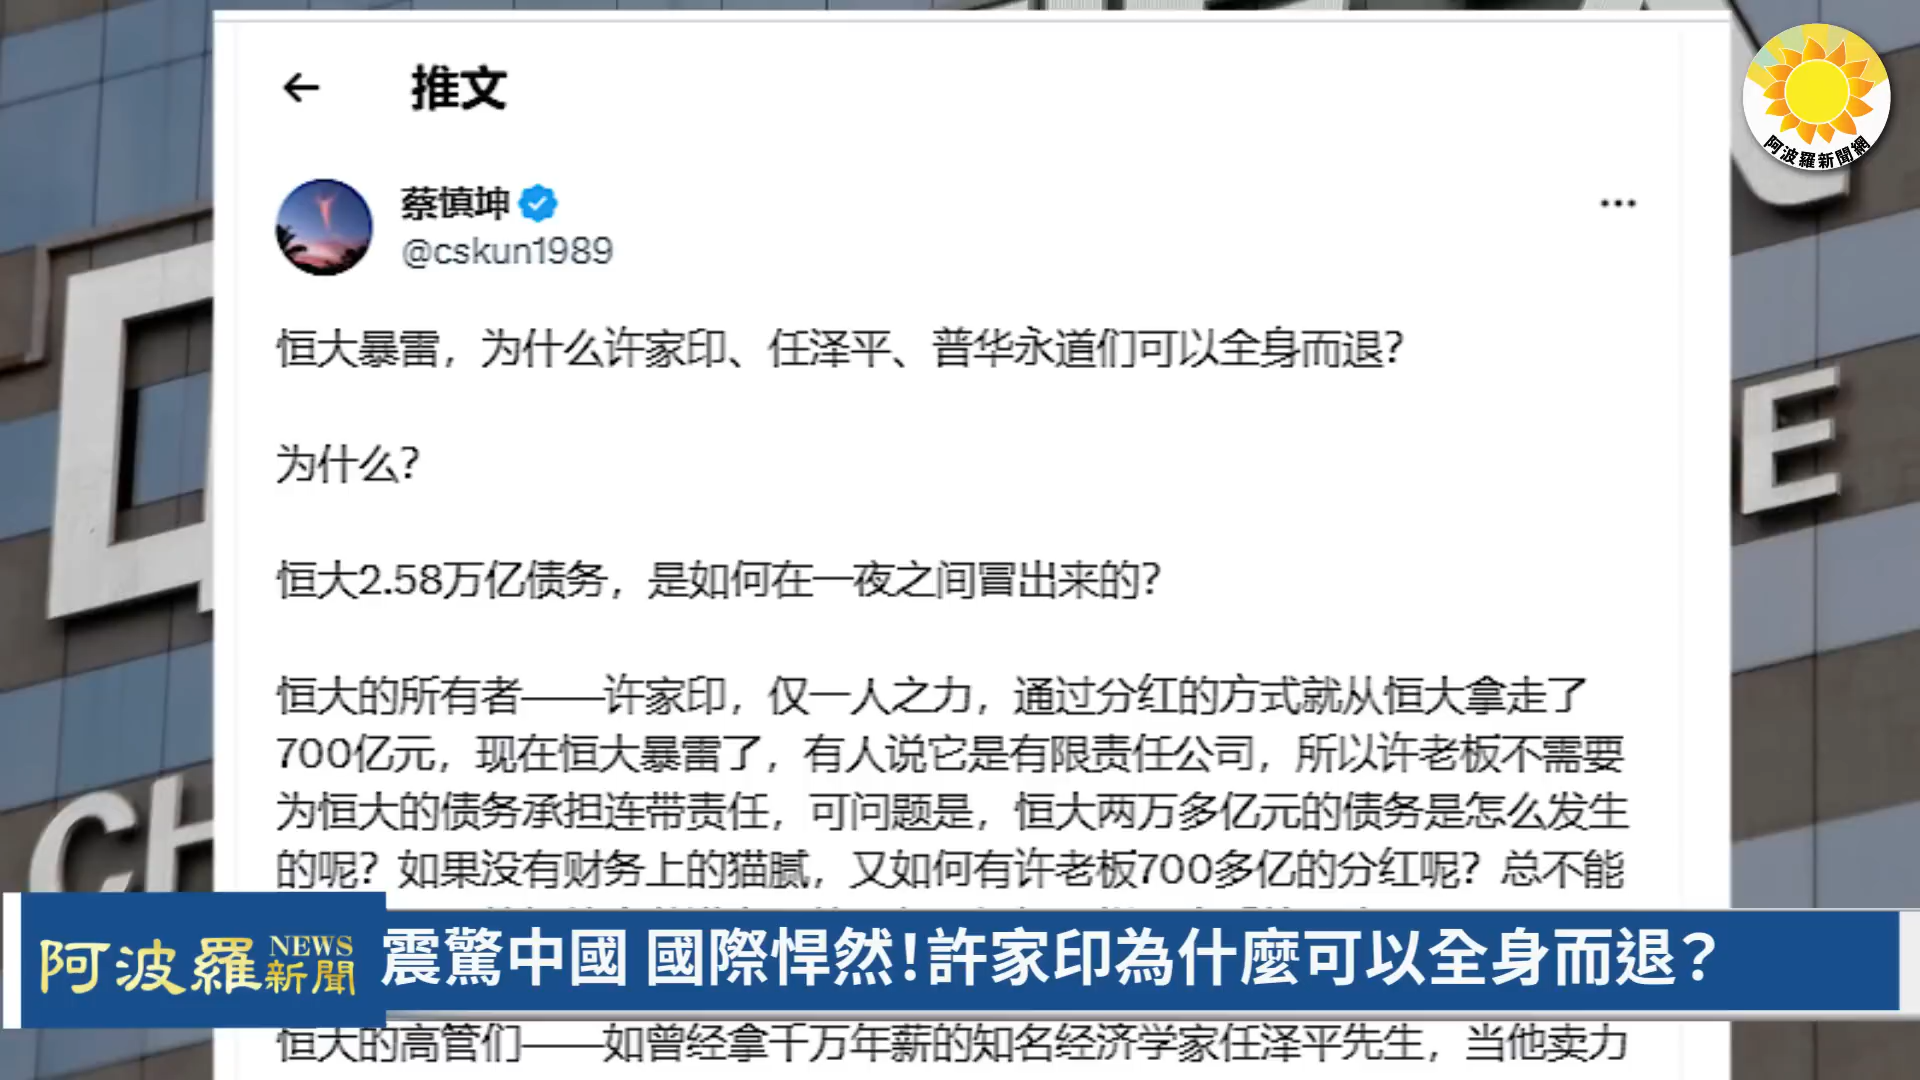 推文
阿波羅新聞網
蔡慎坤
@cskun1989
恒大暴雷，为什么许家印、任泽平、普华永道们可以全身而退？
为什么？
恒大2.58万亿债务，是如何在一夜之间冒出来的？
恒大的所有者——许家印，仅一人之力，通过分红的方式就从恒大拿走了
700亿元，现在恒大暴雷了，有人说它是有限责任公司，所以许老板不需要
为恒大的债务承担连带责任，可问题是，恒大两万多亿元的债务是怎么发生
的呢？如果没有财务上的猫腻，又如何有许老板700多亿的分红呢？总不能
阿波羅 NEWS 新聞
震驚中國 國際悍然！許家印為什麼可以全身而退？
恒大的高管们——如曾经拿千万年薪的知名经济学家任泽平先生，当他卖力
E
CH